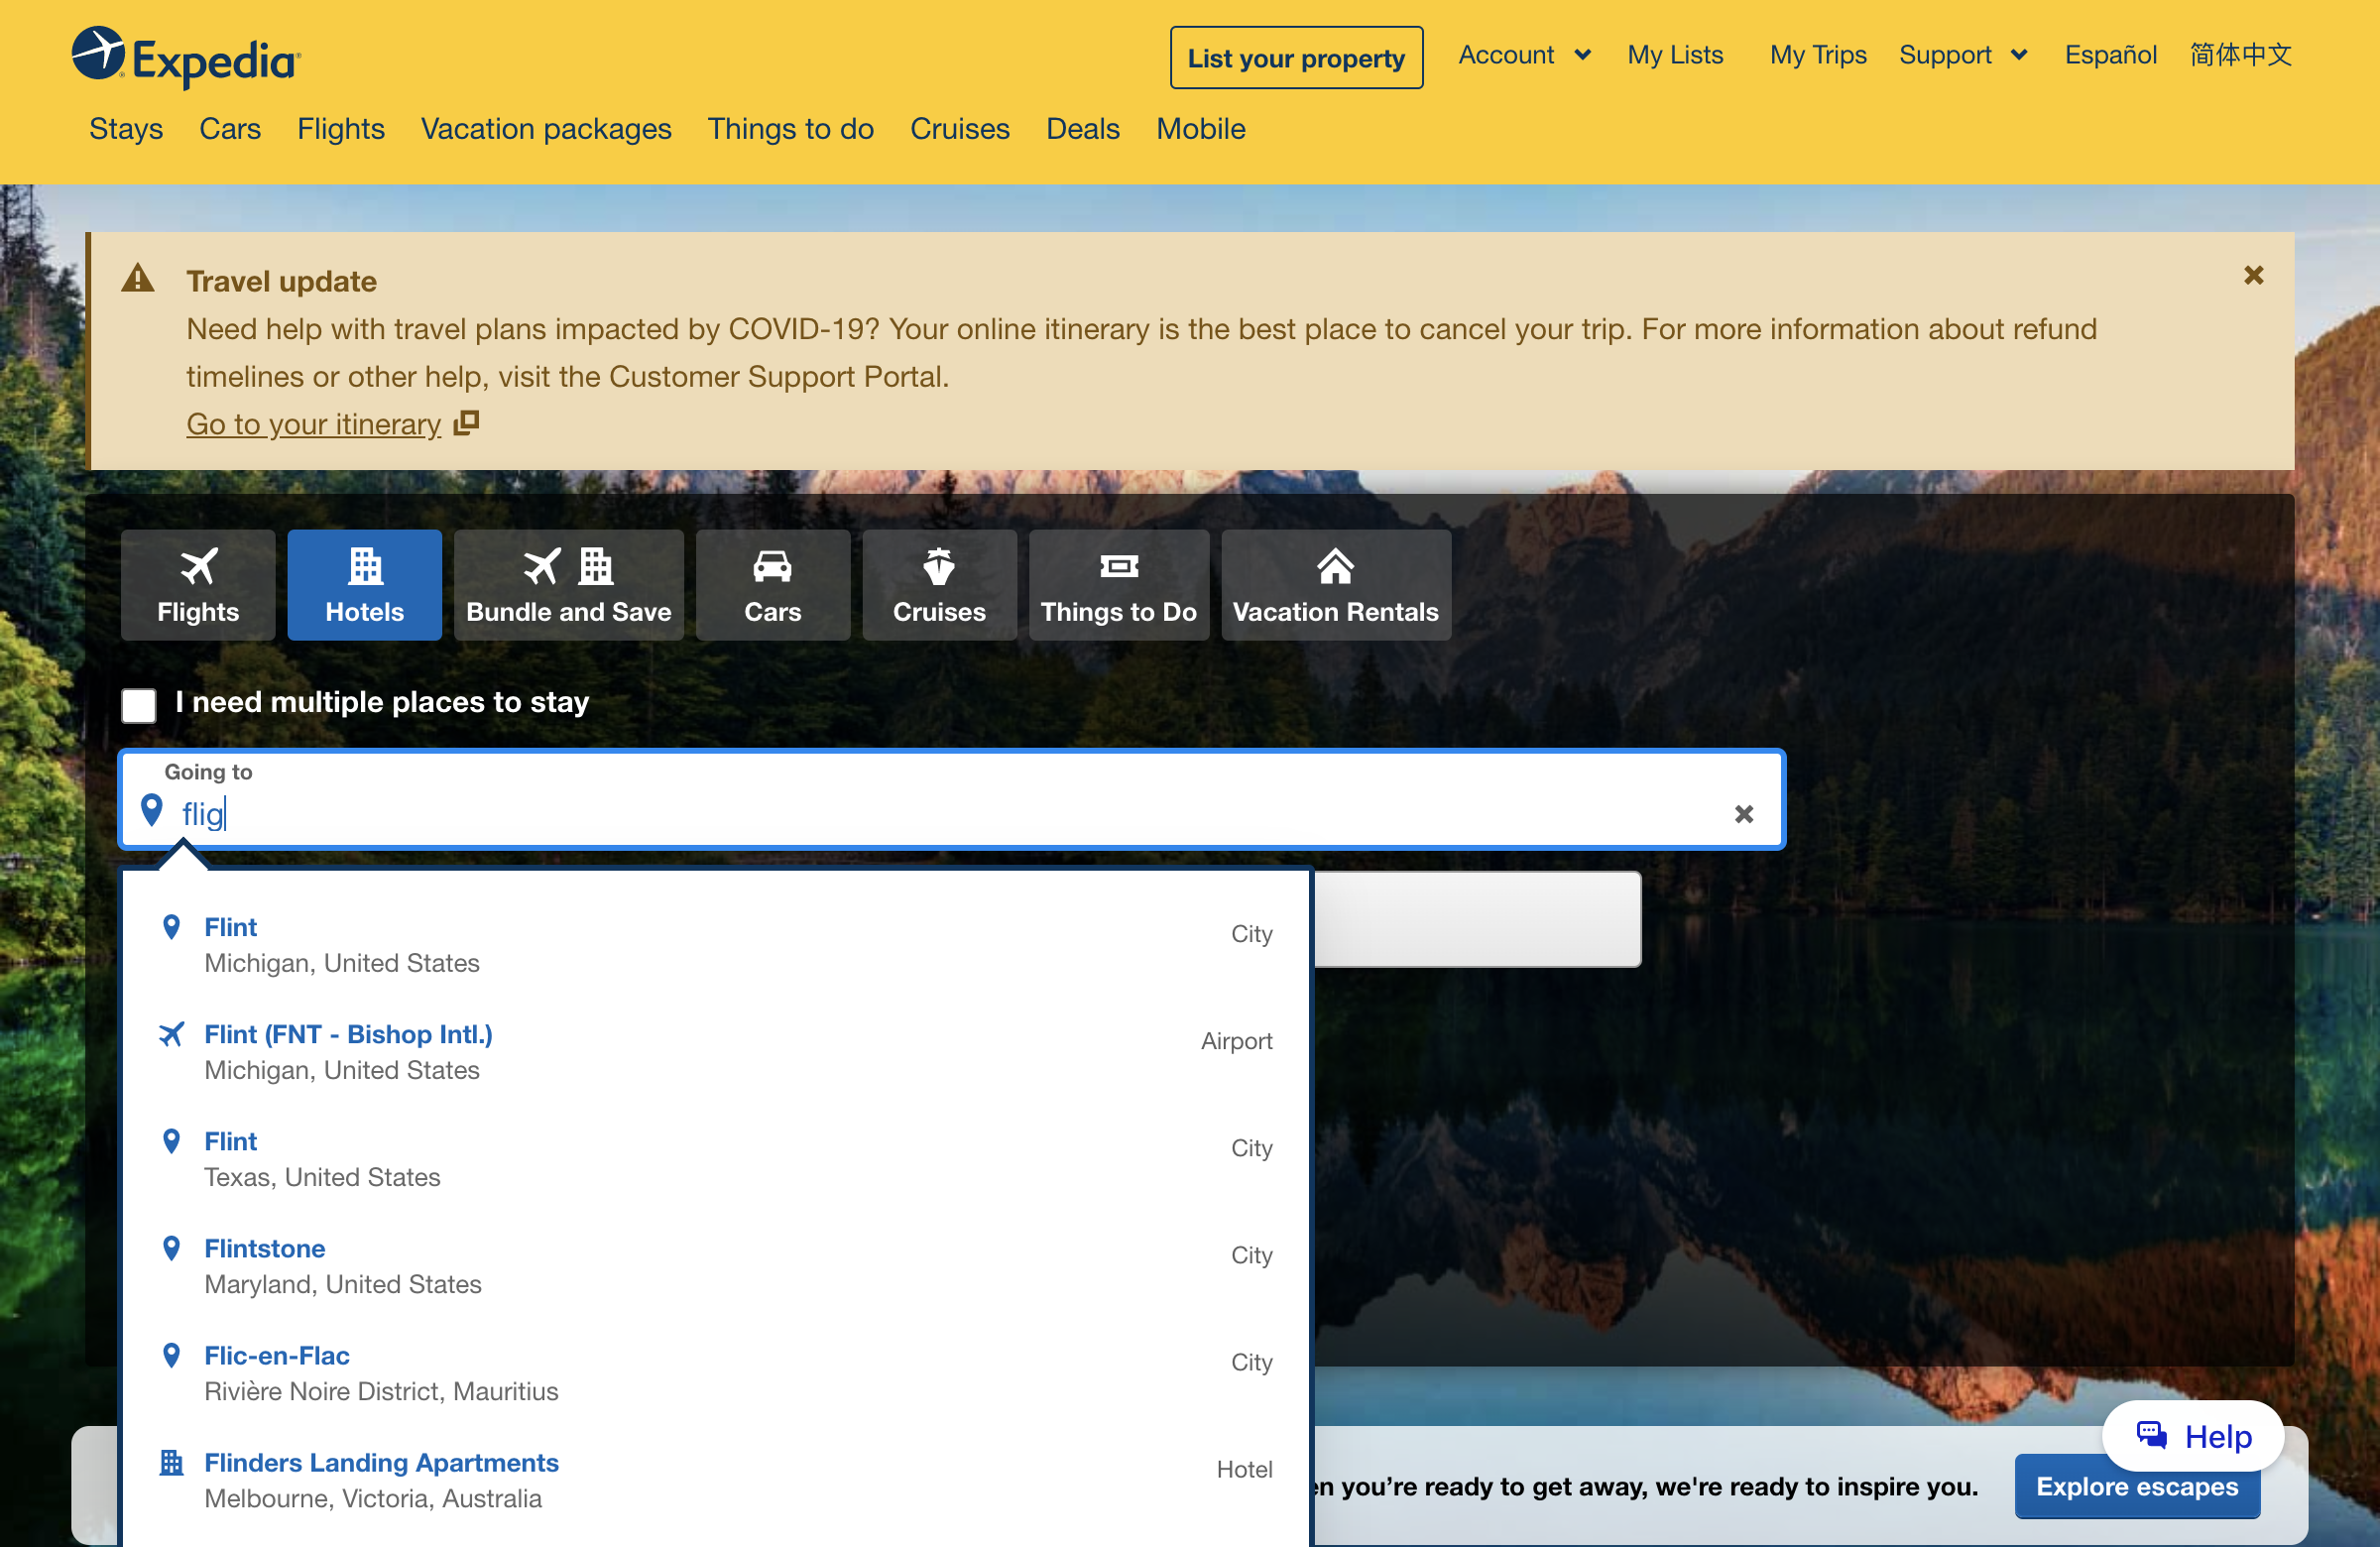 Expedia
List your property
Account
My Lists
My Trips
Support
Español
简体中文
Stays
Cars
Flights
Vacation packages
Things to do
Cruises
Deals
Mobile
Travel update
Need help with travel plans impacted by COVID-19? Your online itinerary is the best place to cancel your trip. For more information about refund
timelines or other help, visit the Customer Support Portal.
Go to your itinerary
Flights
Hotels
Bundle and Save
Cars
Cruises
Things to Do
Vacation Rentals
I need multiple places to stay
Going to
flig
Flint
City
Michigan, United States
Flint (FNT - Bishop Intl.)
Airport
Michigan, United States
Flint
City
Texas, United States
Flintstone
City
Maryland, United States
Flic-en-Flac
City
Rivière Noire District, Mauritius
Flinders Landing Apartments
Hotel
Melbourne, Victoria, Australia
you’re ready to get away, we're ready to inspire you.
Explore escapes
Help